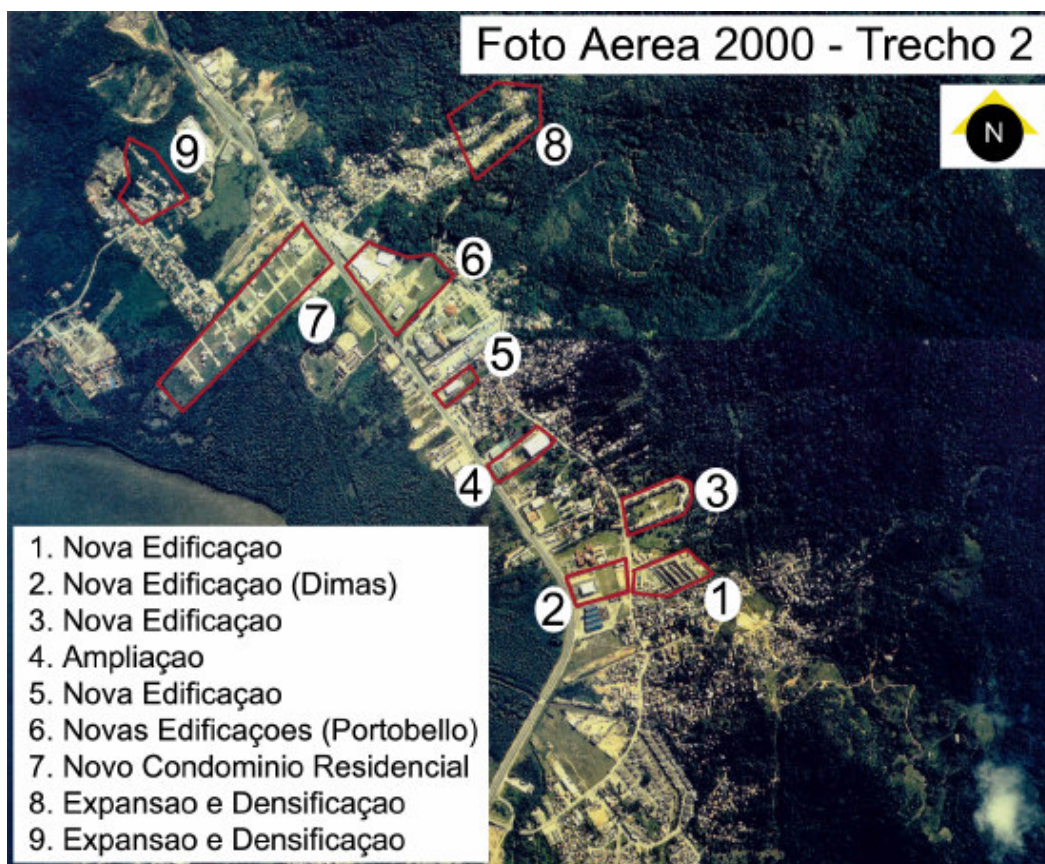 Foto Aerea 2000 - Trecho 2
N
8
9
6
7
5
4
3
2
1
1. Nova Edificaçao
2. Nova Edificaçao (Dimas)
3. Nova Edificaçao
4. Ampliaçao
5. Nova Edificaçao
6. Novas Edificaçoes (Portobello)
7. Novo Condominio Residencial
8. Expansao e Densificaçao
9. Expansao e Densificaçao